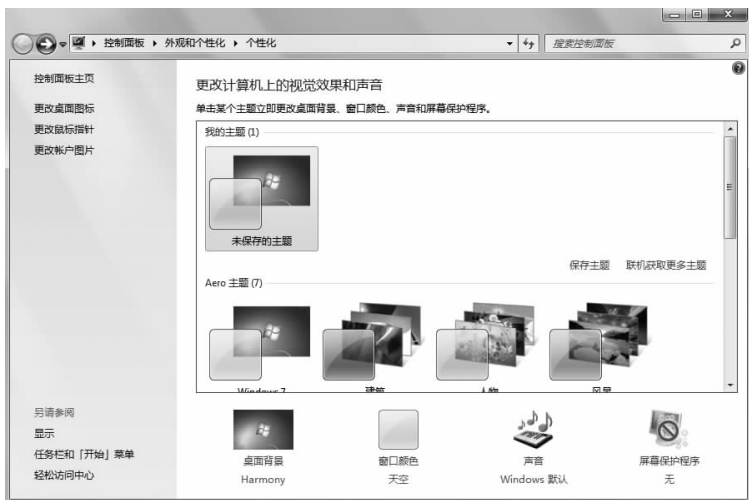 控制面板 ▸ 外观和个性化 ▸ 个性化
搜索控制面板
控制面板主页
更改桌面图标
更改鼠标指针
更改帐户图片
更改计算机上的视觉效果和声音
单击某个主题立即更改桌面背景、窗口颜色、声音和屏幕保护程序。
我的主题 (1)
未保存的主题
保存主题 联机获取更多主题
Aero 主题 (7)
Windows 7 建筑 人物 风景
另请参阅
显示
任务栏和「开始」菜单
轻松访问中心
桌面背景 窗口颜色 声音 屏幕保护程序
Harmony 天空 Windows 默认 无